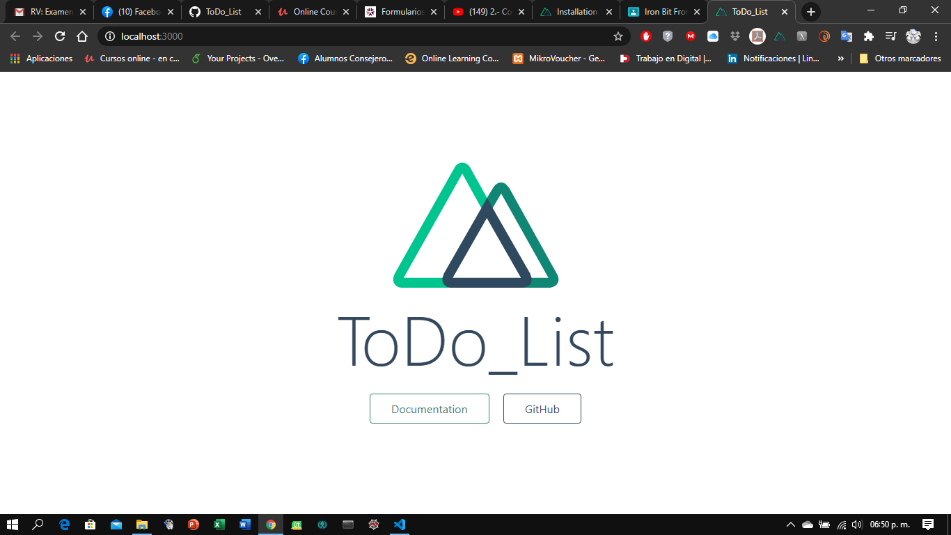 RV: Examen
(10) Facebo
ToDo_List
Online Cour
Formularios
(149) 2.- Co
Installation
Iron Bit Fro
ToDo_List
localhost:3000
Aplicaciones
Cursos online - en c...
Your Projects - Ove...
Alumnos Consejero...
Online Learning Co...
MikroVoucher - Ge...
Trabajo en Digital |...
Notificaciones | Lin...
»
Otros marcadores
ToDo_List
Documentation
GitHub
06:50 p. m.